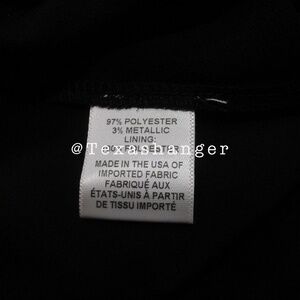 97% POLYESTER
3% METALLIC
LINING:
@Texasbanger
MADE IN THE USA OF
IMPORTED FABRIC
FABRIQUÉ AUX
ÉTATS-UNIS À PARTIR
DE TISSU IMPORTÉ